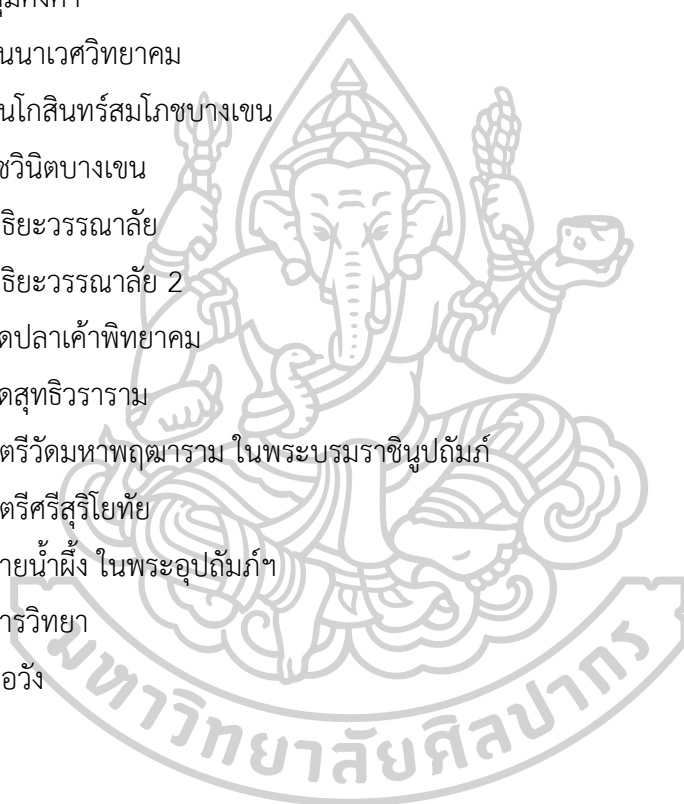 นนาเวศวิทยาคม
นโกสินทร์สมโภชบางเขน
ชวินิตบางเขน
ธิยะวรรณาลัย
ธิยะวรรณาลัย 2
ดปลาเค้าพิทยาคม
ดสุทธิวราราม
ตรีวัดมหาพฤฒาราม ในพระบรมราชินูปถัมภ์
ตรีศรีสุริโยทัย
ายน้ำผึ้ง ในพระอุปถัมภ์ฯ
ารวิทยา
อวัง
มหาวิทยาลัยศิลปากร